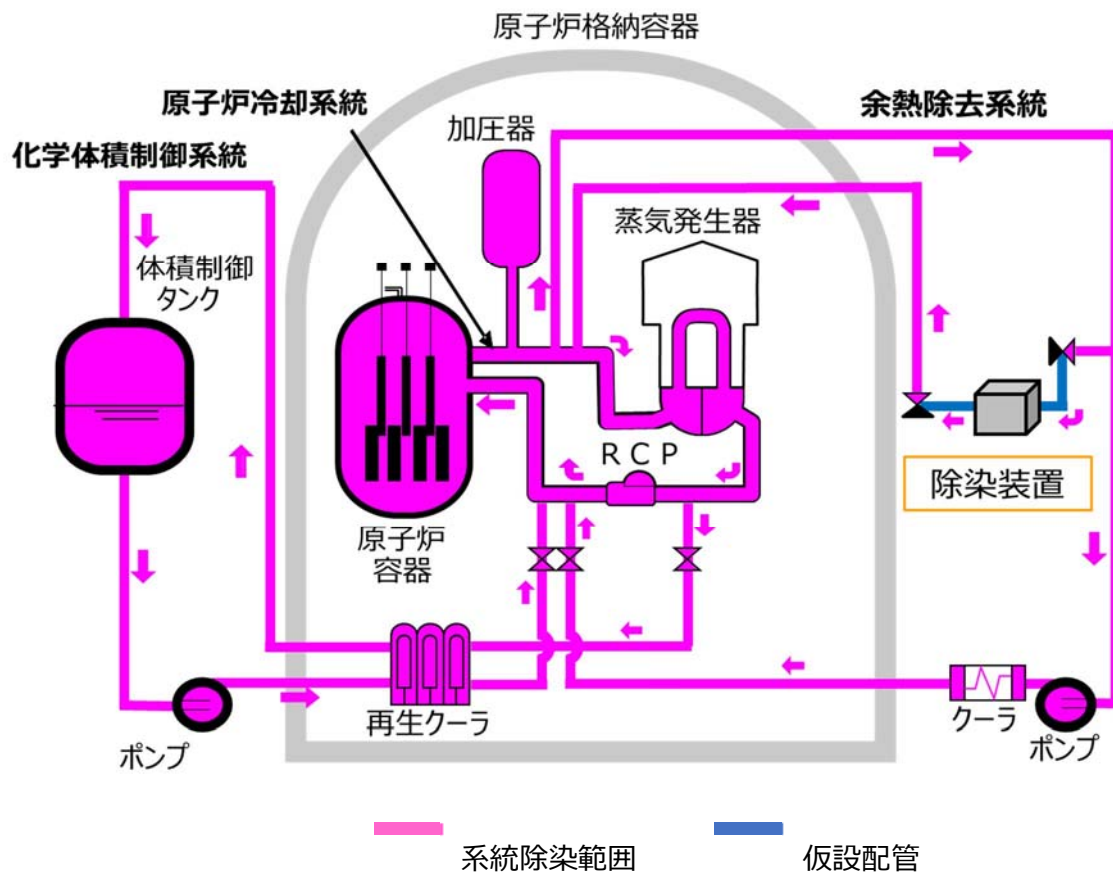 原子炉格納容器
原子炉冷却系統
余熱除去系統
加圧器
化学体積制御系統
蒸気発生器
体積制御
タンク
RCP
除染装置
原子炉
容器
再生クーラ
クーラ
ポンプ
ポンプ
系統除染範囲
仮設配管